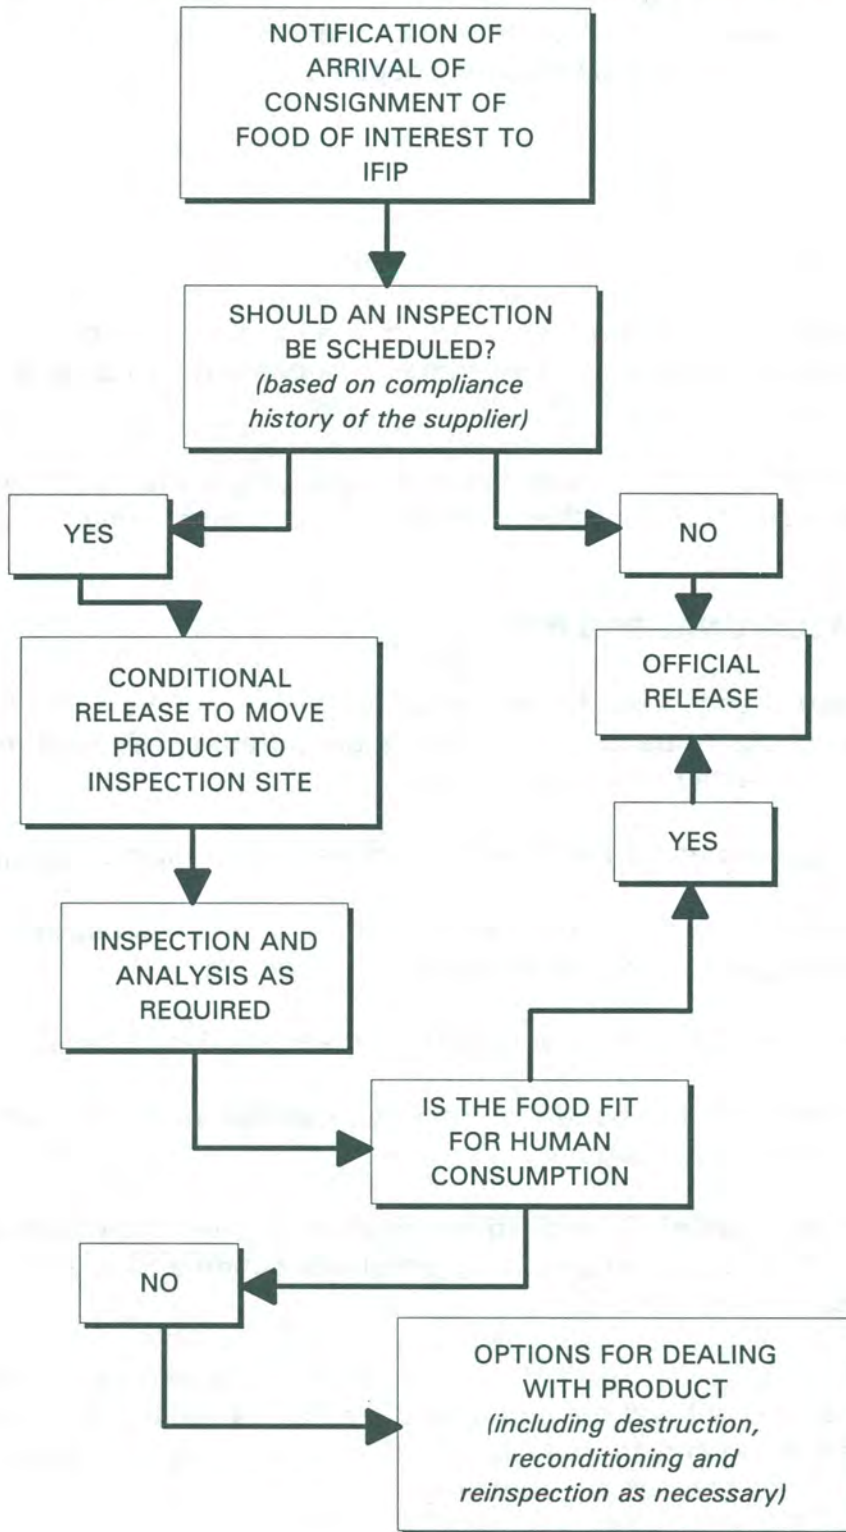 NOTIFICATION OF
ARRIVAL OF
CONSIGNMENT OF
FOOD OF INTEREST TO
IFIP
SHOULD AN INSPECTION
BE SCHEDULED?
(based on compliance
history of the supplier)
YES
NO
CONDITIONAL
RELEASE TO MOVE
PRODUCT TO
INSPECTION SITE
OFFICIAL
RELEASE
YES
INSPECTION AND
ANALYSIS AS
REQUIRED
IS THE FOOD FIT
FOR HUMAN
CONSUMPTION
NO
OPTIONS FOR DEALING
WITH PRODUCT
(including destruction,
reconditioning and
reinspection as necessary)